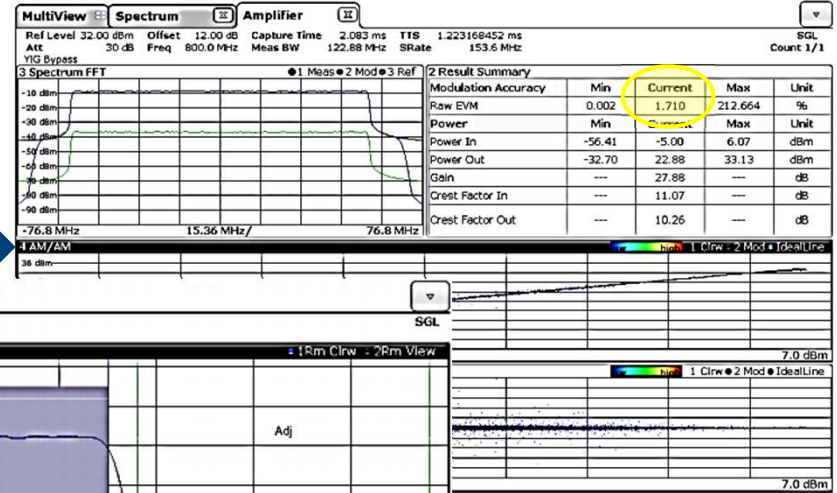 MultiView Spectrum Amplifier
Ref Level 32.00 dBm Offset 12.00 dB Capture Time 2.083 ms TTS 1.223168452 ms SGL
Att 30 dB Freq 800.0 MHz Meas BW 122.88 MHz SRate 153.6 MHz Count 1/1
YIG Bypass
3 Spectrum FFT 1 Meas 2 Mod 3 Ref
-10 dBm
-20 dBm
-30 dBm
-40 dBm
-50 dBm
-60 dBm
-70 dBm
-80 dBm
-90 dBm
-76.8 MHz 15.36 MHz/ 76.8 MHz
2 Result Summary
Modulation Accuracy Min Current Max Unit
Raw EVM 0.002 1.710 212.664 %
Power Min Current Max Unit
Power In -56.41 -5.00 6.07 dBm
Power Out -32.70 22.88 33.13 dBm
Gain --- 27.88 --- dB
Crest Factor In --- 11.07 --- dB
Crest Factor Out --- 10.26 --- dB
4 AM/AM high 1 Clrw 2 Mod IdealLine
36 dBm
7.0 dBm
high 1 Clrw 2 Mod IdealLine
7.0 dBm
SGL
1Rm Clrw 2Rm View
Adj